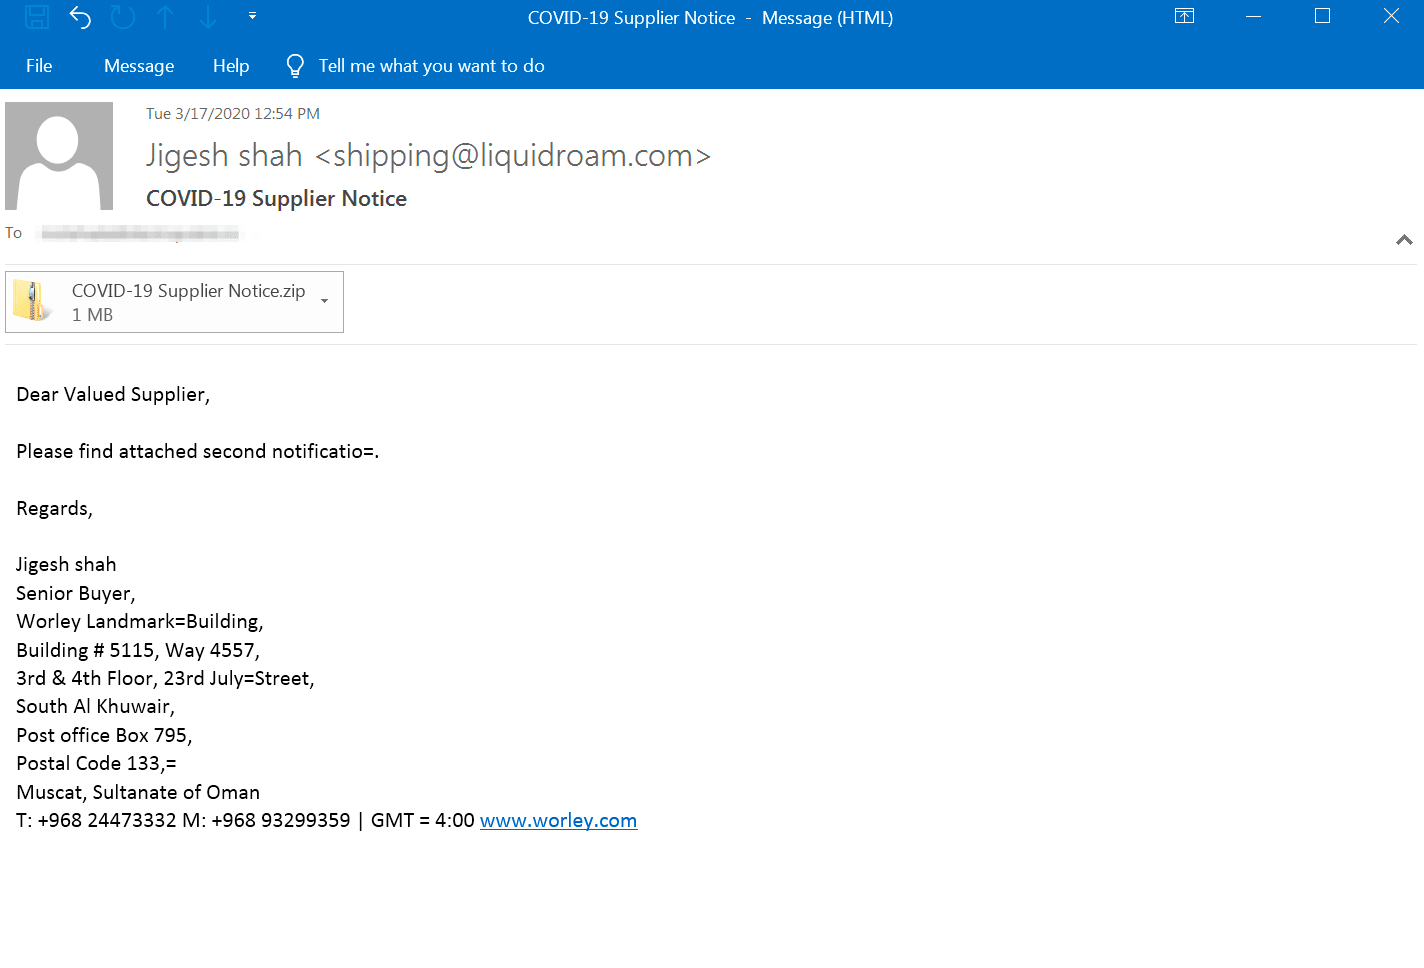 COVID-19 Supplier Notice - Message (HTML)
File Message Help Tell me what you want to do
Tue 3/17/2020 12:54 PM
Jigesh shah <shipping@liquidroam.com>
COVID-19 Supplier Notice
To
COVID-19 Supplier Notice.zip
1 MB
Dear Valued Supplier,
Please find attached second notificatio=.
Regards,
Jigesh shah
Senior Buyer,
Worley Landmark=Building,
Building # 5115, Way 4557,
3rd & 4th Floor, 23rd July=Street,
South Al Khuwair,
Post office Box 795,
Postal Code 133,=
Muscat, Sultanate of Oman
T: +968 24473332 M: +968 93299359 | GMT = 4:00 www.worley.com